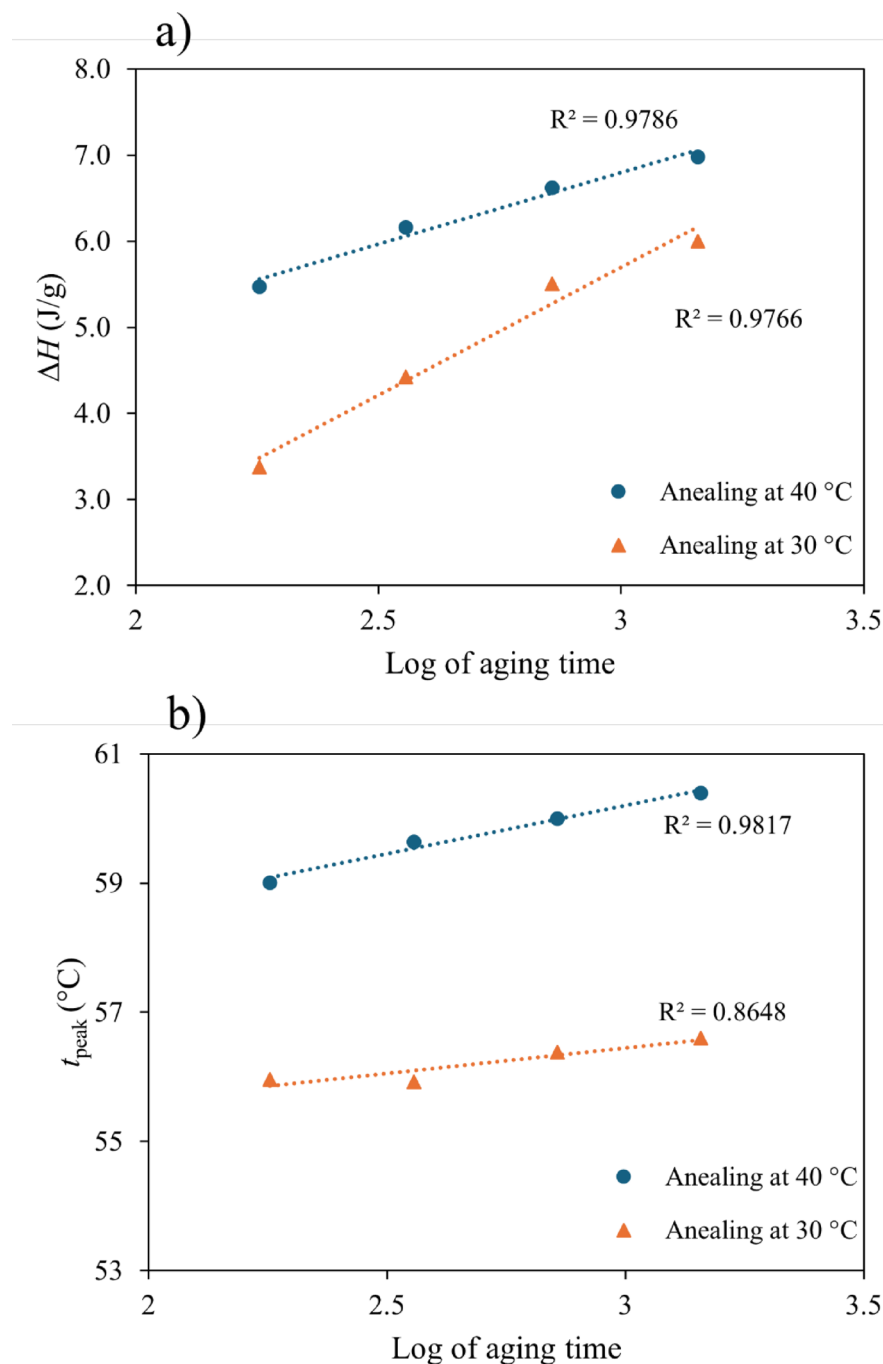 a)
8.0
7.0
6.0
5.0
4.0
3.0
2.0
ΔH (J/g)
R² = 0.9786
R² = 0.9766
Anealing at 40 °C
Anealing at 30 °C
2
2.5
3
3.5
Log of aging time
b)
61
59
57
55
53
t_peak (°C)
R² = 0.9817
R² = 0.8648
Anealing at 40 °C
Anealing at 30 °C
2
2.5
3
3.5
Log of aging time